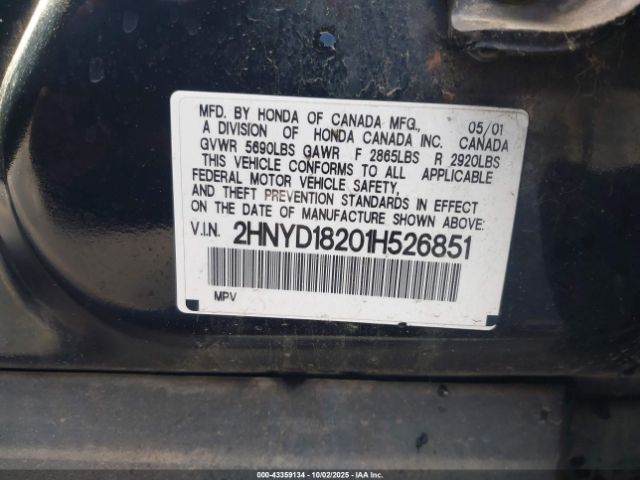 MFD. BY HONDA OF CANADA MFG., 05/01
A DIVISION OF HONDA CANADA INC. CANADA
GVWR 5690LBS GAWR F 2865LBS R 2920LBS
THIS VEHICLE CONFORMS TO ALL APPLICABLE
FEDERAL MOTOR VEHICLE SAFETY,
AND THEFT PREVENTION STANDARDS IN EFFECT
ON THE DATE OF MANUFACTURE SHOWN ABOVE:
V.I.N. 2HNYD18201H526851
MPV
000-43359134 - 10/02/2025 - © IAA Inc.